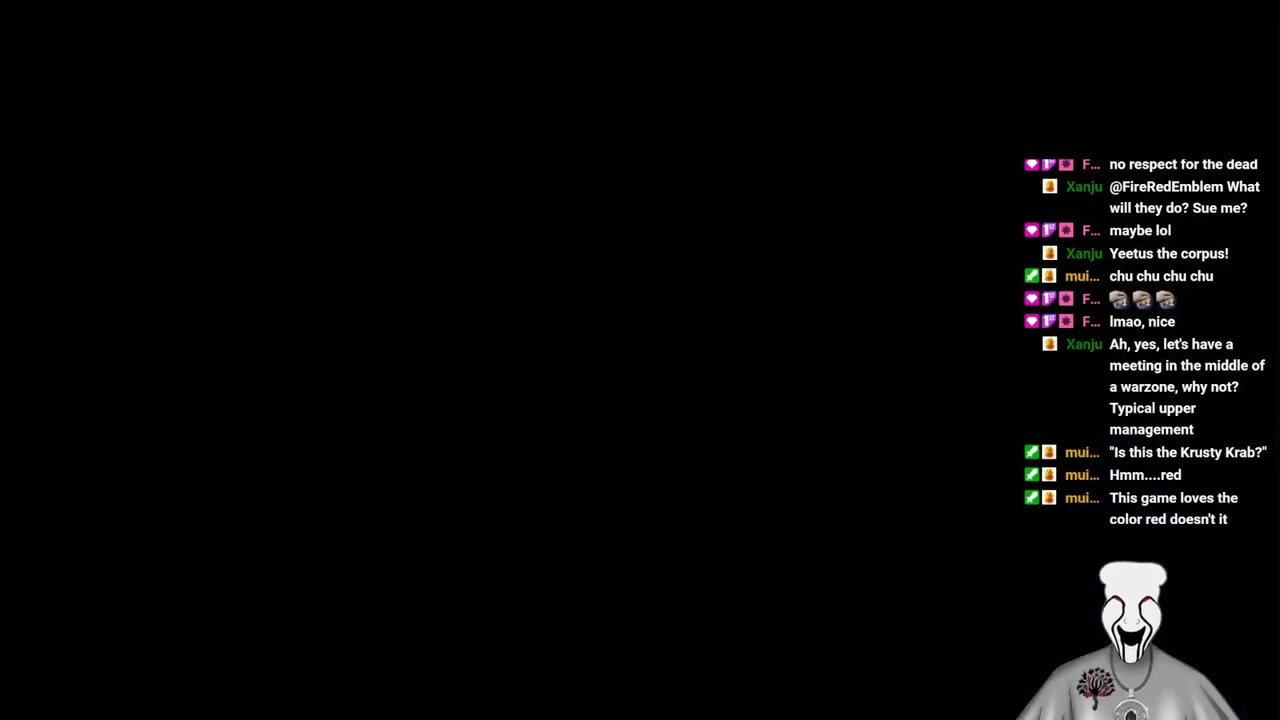 F... no respect for the dead
Xanju @FireRedEmblem What
will they do? Sue me?
F... maybe lol
Xanju Yeetus the corpus!
mui... chu chu chu chu
F...
F... lmao, nice
Xanju Ah, yes, let's have a
meeting in the middle of
a warzone, why not?
Typical upper
management
mui... "Is this the Krusty Krab?"
mui... Hmm....red
mui... This game loves the
color red doesn't it